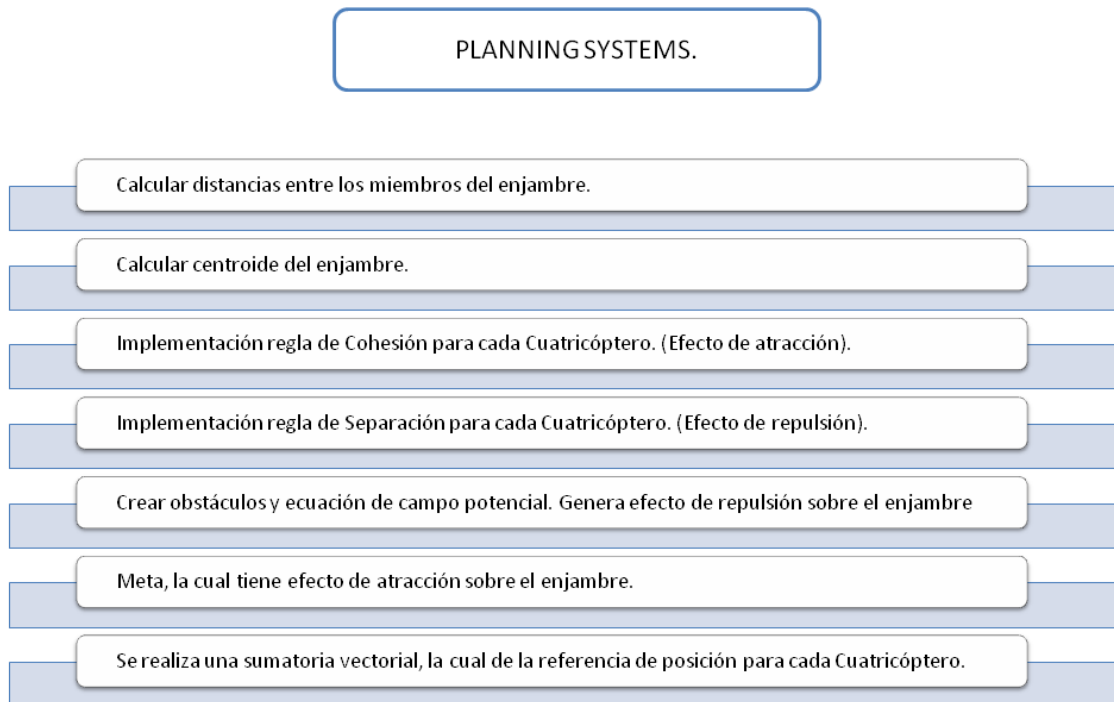 PLANNING SYSTEMS.
Calcular distancias entre los miembros del enjambre.
Calcular centroide del enjambre.
Implementación regla de Cohesión para cada Cuatricóptero. (Efecto de atracción).
Implementación regla de Separación para cada Cuatricóptero. (Efecto de repulsión).
Crear obstáculos y ecuación de campo potencial. Genera efecto de repulsión sobre el enjambre
Meta, la cual tiene efecto de atracción sobre el enjambre.
Se realiza una sumatoria vectorial, la cual de la referencia de posición para cada Cuatricóptero.